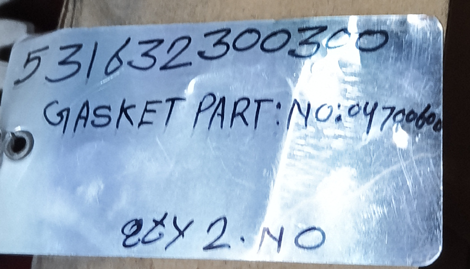 531632300300
GASKET PART: NO: 04700600
QTY 2. NO